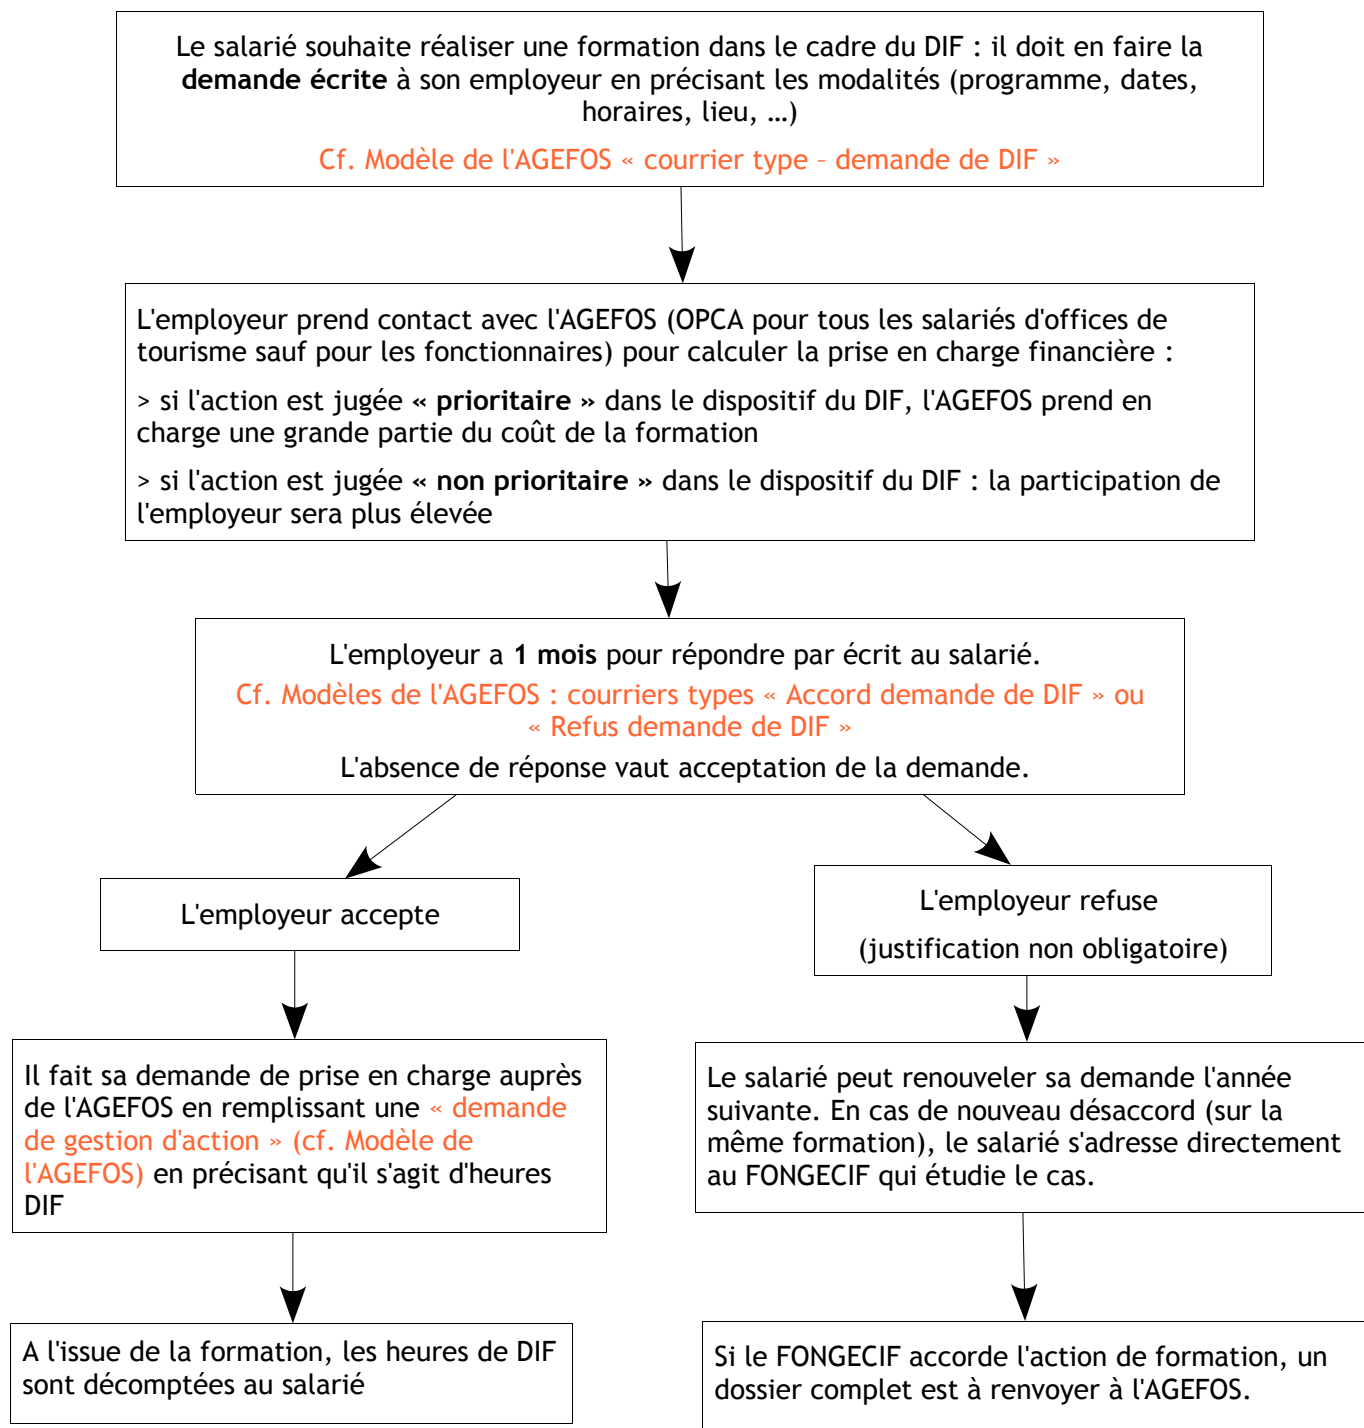 Le salarié souhaite réaliser une formation dans le cadre du DIF : il doit en faire la
demande écrite à son employeur en précisant les modalités (programme, dates,
horaires, lieu, …)
Cf. Modèle de l'AGEFOS « courrier type – demande de DIF »
L'employeur prend contact avec l'AGEFOS (OPCA pour tous les salariés d'offices de
tourisme sauf pour les fonctionnaires) pour calculer la prise en charge financière :
> si l'action est jugée « prioritaire » dans le dispositif du DIF, l'AGEFOS prend en
charge une grande partie du coût de la formation
> si l'action est jugée « non prioritaire » dans le dispositif du DIF : la participation de
l'employeur sera plus élevée
L'employeur a 1 mois pour répondre par écrit au salarié.
Cf. Modèles de l'AGEFOS : courriers types « Accord demande de DIF » ou
« Refus demande de DIF »
L'absence de réponse vaut acceptation de la demande.
L'employeur accepte
L'employeur refuse
(justification non obligatoire)
Il fait sa demande de prise en charge auprès
de l'AGEFOS en remplissant une « demande
de gestion d'action » (cf. Modèle de
l'AGEFOS) en précisant qu'il s'agit d'heures
DIF
Le salarié peut renouveler sa demande l'année
suivante. En cas de nouveau désaccord (sur la
même formation), le salarié s'adresse directement
au FONGECIF qui étudie le cas.
A l'issue de la formation, les heures de DIF
sont décomptées au salarié
Si le FONGECIF accorde l'action de formation, un
dossier complet est à renvoyer à l'AGEFOS.